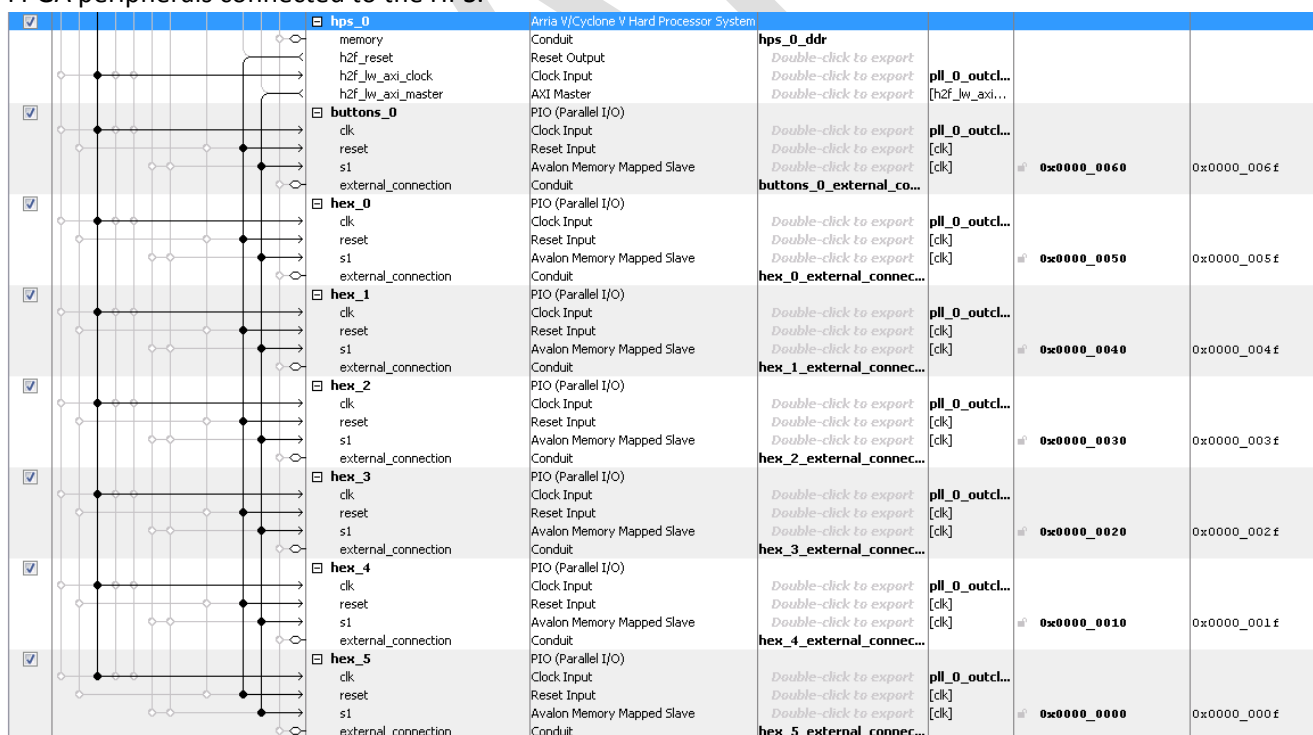 hps_0 Arria V/Cyclone V Hard Processor System
memory Conduit hps_0_ddr
h2f_reset Reset Output Double-click to export
h2f_lw_axi_clock Clock Input Double-click to export pll_0_outcl...
h2f_lw_axi_master AXI Master Double-click to export [h2f_lw_axi...
buttons_0 PIO (Parallel I/O)
clk Clock Input Double-click to export pll_0_outcl...
reset Reset Input Double-click to export [clk]
s1 Avalon Memory Mapped Slave Double-click to export [clk] 0x0000_0060 0x0000_006f
external_connection Conduit buttons_0_external_co...
hex_0 PIO (Parallel I/O)
clk Clock Input Double-click to export pll_0_outcl...
reset Reset Input Double-click to export [clk]
s1 Avalon Memory Mapped Slave Double-click to export [clk] 0x0000_0050 0x0000_005f
external_connection Conduit hex_0_external_connec...
hex_1 PIO (Parallel I/O)
clk Clock Input Double-click to export pll_0_outcl...
reset Reset Input Double-click to export [clk]
s1 Avalon Memory Mapped Slave Double-click to export [clk] 0x0000_0040 0x0000_004f
external_connection Conduit hex_1_external_connec...
hex_2 PIO (Parallel I/O)
clk Clock Input Double-click to export pll_0_outcl...
reset Reset Input Double-click to export [clk]
s1 Avalon Memory Mapped Slave Double-click to export [clk] 0x0000_0030 0x0000_003f
external_connection Conduit hex_2_external_connec...
hex_3 PIO (Parallel I/O)
clk Clock Input Double-click to export pll_0_outcl...
reset Reset Input Double-click to export [clk]
s1 Avalon Memory Mapped Slave Double-click to export [clk] 0x0000_0020 0x0000_002f
external_connection Conduit hex_3_external_connec...
hex_4 PIO (Parallel I/O)
clk Clock Input Double-click to export pll_0_outcl...
reset Reset Input Double-click to export [clk]
s1 Avalon Memory Mapped Slave Double-click to export [clk] 0x0000_0010 0x0000_001f
external_connection Conduit hex_4_external_connec...
hex_5 PIO (Parallel I/O)
clk Clock Input Double-click to export pll_0_outcl...
reset Reset Input Double-click to export [clk]
s1 Avalon Memory Mapped Slave Double-click to export [clk] 0x0000_0000 0x0000_000f
external_connection Conduit hex_5_external_connec...